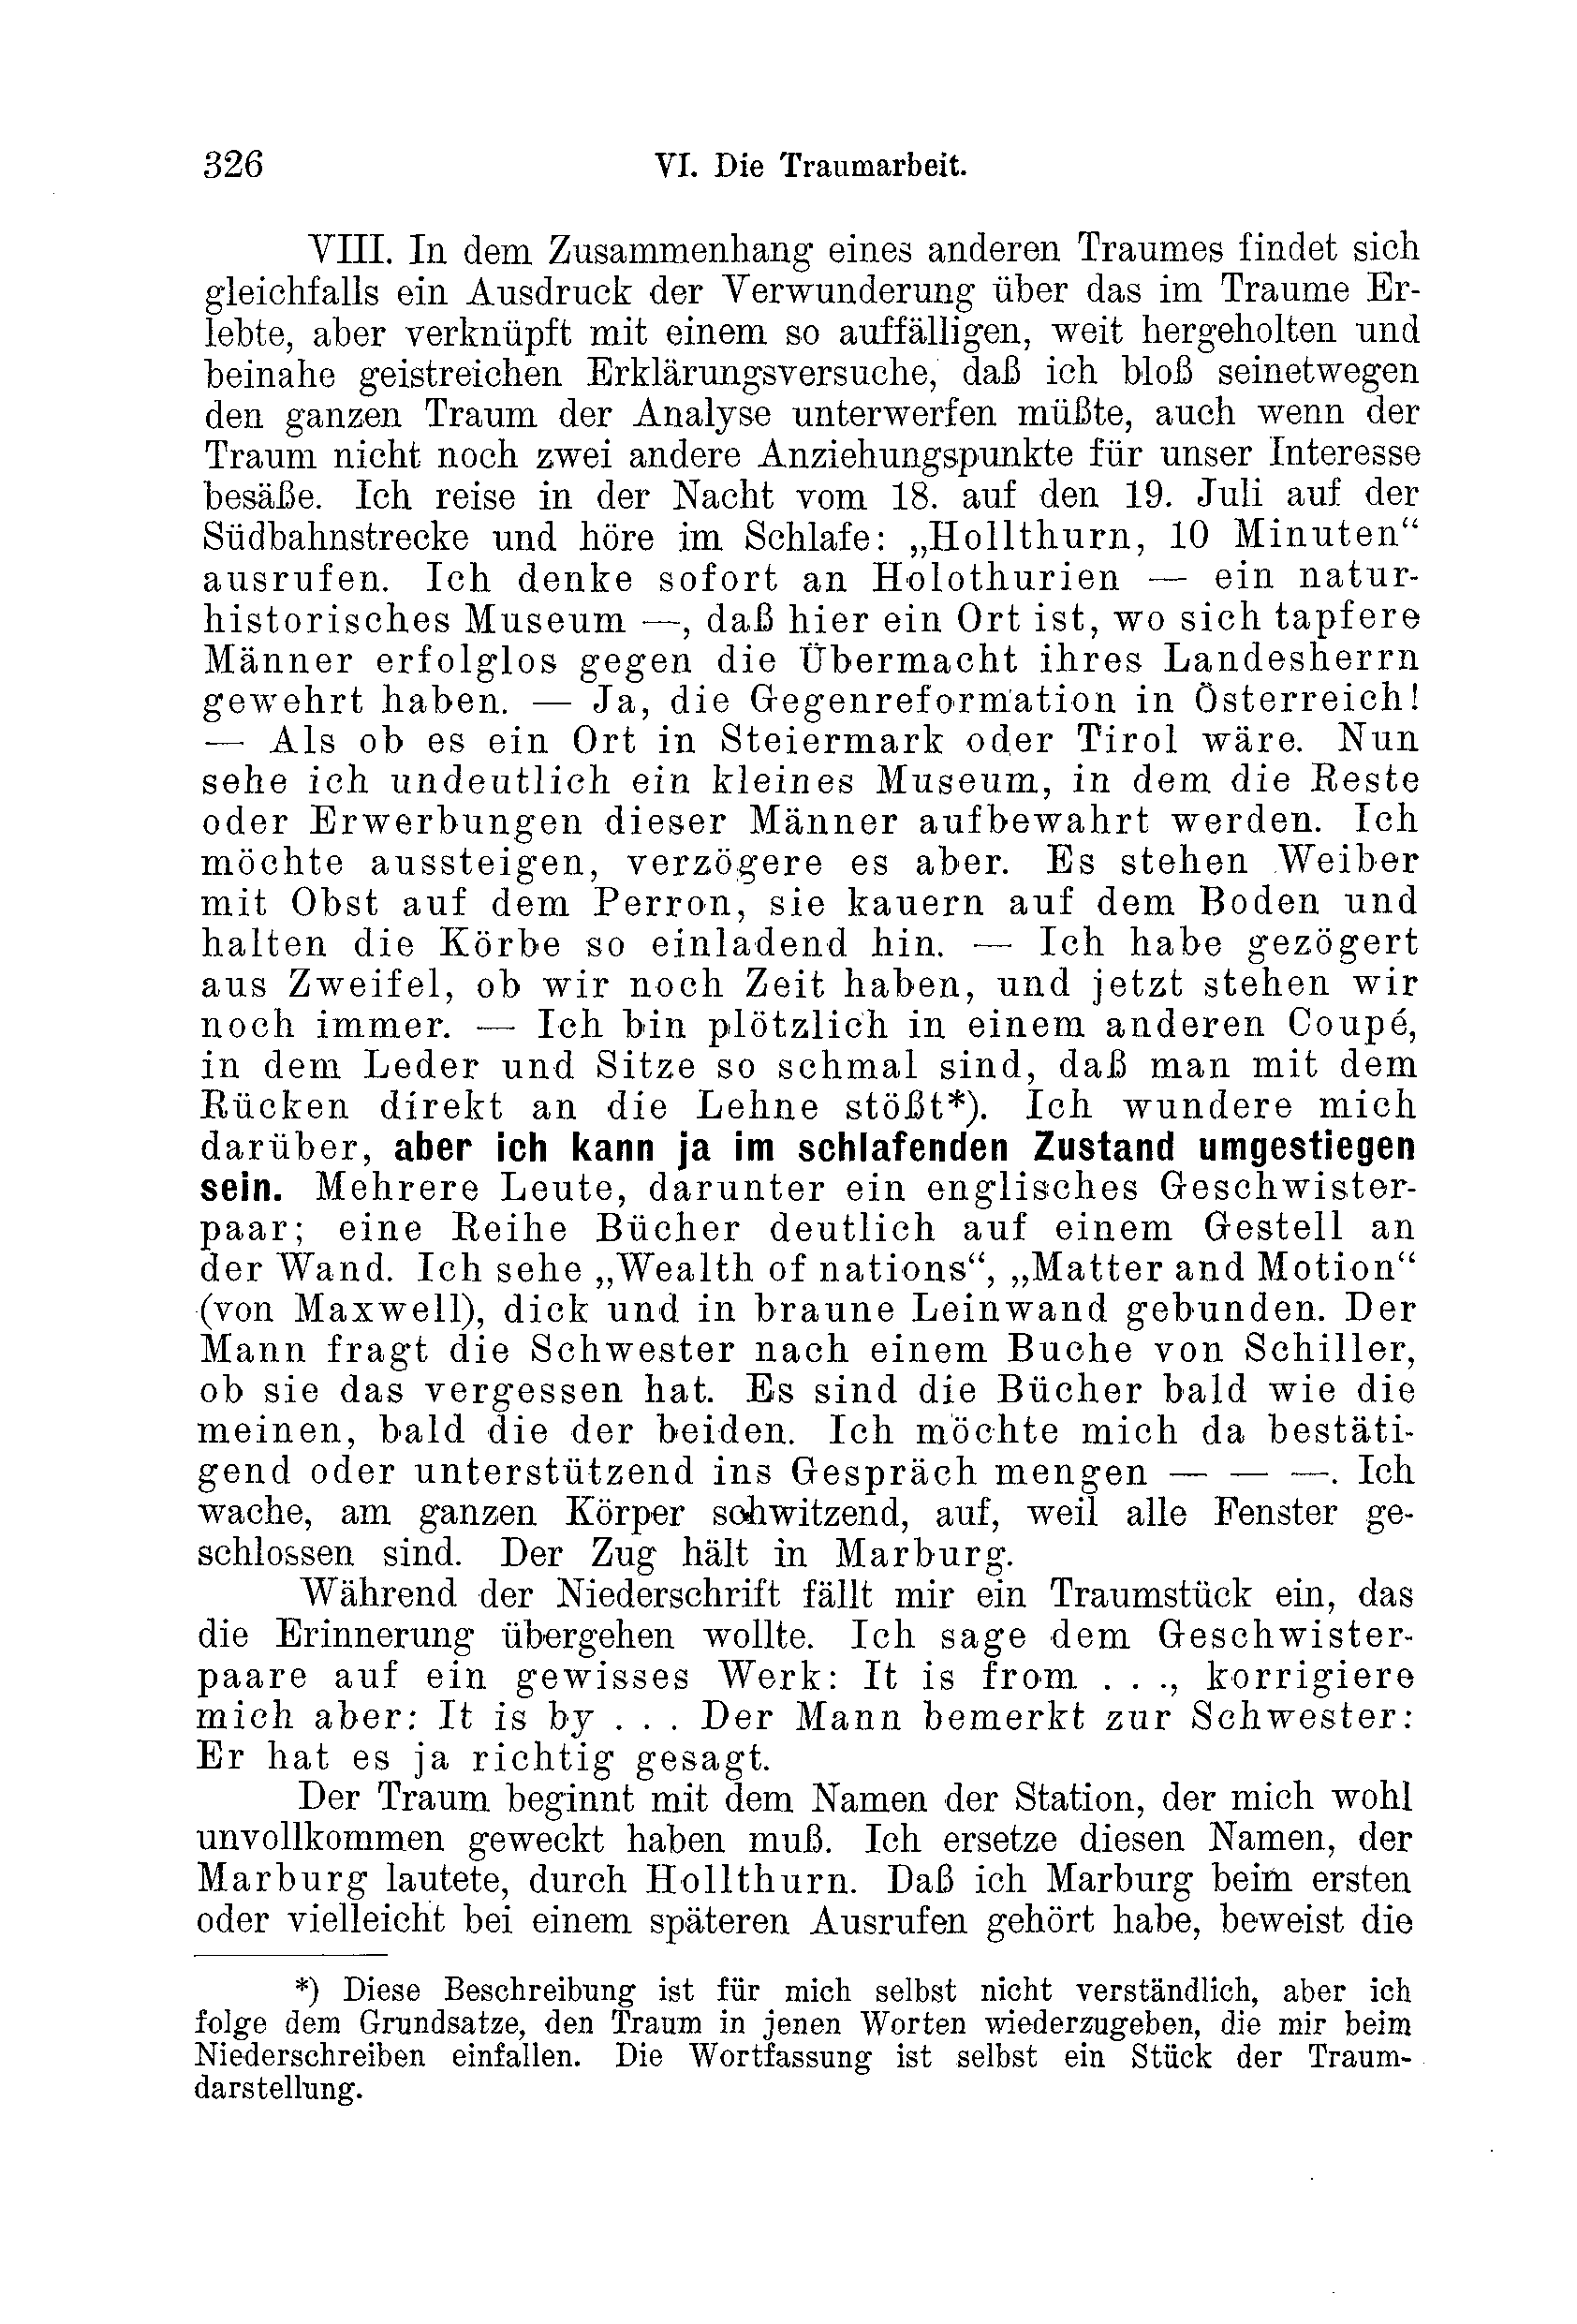 326 VI. Die Traumarbeit.
VIII. In dem Zusammenhang eines anderen Traumes findet sich
gleichfalls ein Ausdruck der Verwunderung über das im Traume Er-
lebte, aber verknüpft mit einem so auffälligen, weit hergeholten und
beinahe geistreichen Erklärungsversuche, daß ich bloß seinetwegen
den ganzen Traum der Analyse unterwerfen müßte, auch wenn der
Traum nicht noch zwei andere Anziehungspunkte für unser Interesse
besäße. Ich reise in der Nacht vom 18. auf den 19. Juli auf der
Südbahnstrecke und höre im Schlafe: „Hollthurn, 10 Minuten“
ausrufen. Ich denke sofort an Holothurien — ein natur-
historisches Museum —, daß hier ein Ort ist, wo sich tapfere
Männer erfolglos gegen die Übermacht ihres Landesherrn
gewehrt haben. — Ja, die Gegenreformation in Österreich!
— Als ob es ein Ort in Steiermark oder Tirol wäre. Nun
sehe ich undeutlich ein kleines Museum, in dem die Reste
oder Erwerbungen dieser Männer aufbewahrt werden. Ich
möchte aussteigen, verzögere es aber. Es stehen Weiber
mit Obst auf dem Perron, sie kauern auf dem Boden und
halten die Körbe so einladend hin. — Ich habe gezögert
aus Zweifel, ob wir noch Zeit haben, und jetzt stehen wir
noch immer. — Ich bin plötzlich in einem anderen Coupé,
in dem Leder und Sitze so schmal sind, daß man mit dem
Rücken direkt an die Lehne stößt*). Ich wundere mich
darüber, aber ich kann ja im schlafenden Zustand umgestiegen
sein. Mehrere Leute, darunter ein englisches Geschwister-
paar; eine Reihe Bücher deutlich auf einem Gestell an
der Wand. Ich sehe „Wealth of nations“, „Matter and Motion“
(von Maxwell), dick und in braune Leinwand gebunden. Der
Mann fragt die Schwester nach einem Buche von Schiller,
ob sie das vergessen hat. Es sind die Bücher bald wie die
meinen, bald die der beiden. Ich möchte mich da bestäti-
gend oder unterstützend ins Gespräch mengen — — —. Ich
wache, am ganzen Körper schwitzend, auf, weil alle Fenster ge-
schlossen sind. Der Zug hält in Marburg.
Während der Niederschrift fällt mir ein Traumstück ein, das
die Erinnerung übergehen wollte. Ich sage dem Geschwister-
paare auf ein gewisses Werk: It is from . . ., korrigiere
mich aber: It is by . . . Der Mann bemerkt zur Schwester:
Er hat es ja richtig gesagt.
Der Traum beginnt mit dem Namen der Station, der mich wohl
unvollkommen geweckt haben muß. Ich ersetze diesen Namen, der
Marburg lautete, durch Hollthurn. Daß ich Marburg beim ersten
oder vielleicht bei einem späteren Ausrufen gehört habe, beweist die
*) Diese Beschreibung ist für mich selbst nicht verständlich, aber ich
folge dem Grundsatze, den Traum in jenen Worten wiederzugeben, die mir beim
Niederschreiben einfallen. Die Wortfassung ist selbst ein Stück der Traum-
darstellung.